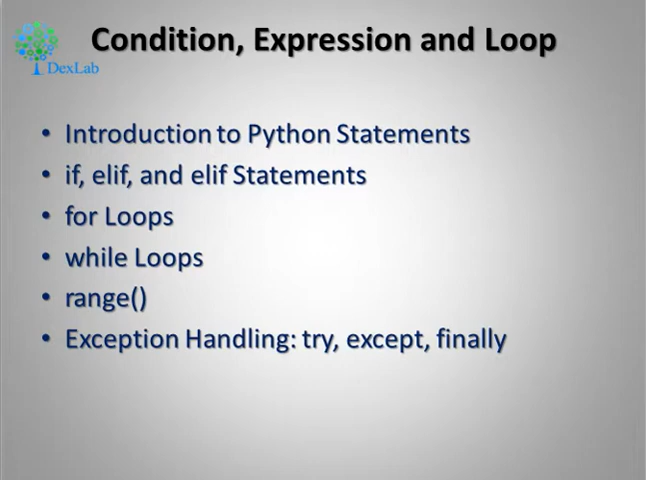 Condition, Expression and Loop
DexLab
• Introduction to Python Statements
• if, elif, and elif Statements
• for Loops
• while Loops
• range()
• Exception Handling: try, except, finally